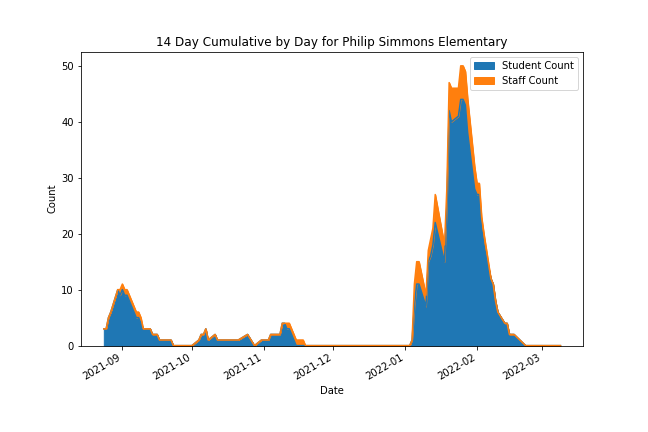 14 Day Cumulative by Day for Philip Simmons Elementary
Student Count
Staff Count
50
40
30
20
10
0
Count
2021-09
2021-10
2021-11
2021-12
2022-01
2022-02
2022-03
Date